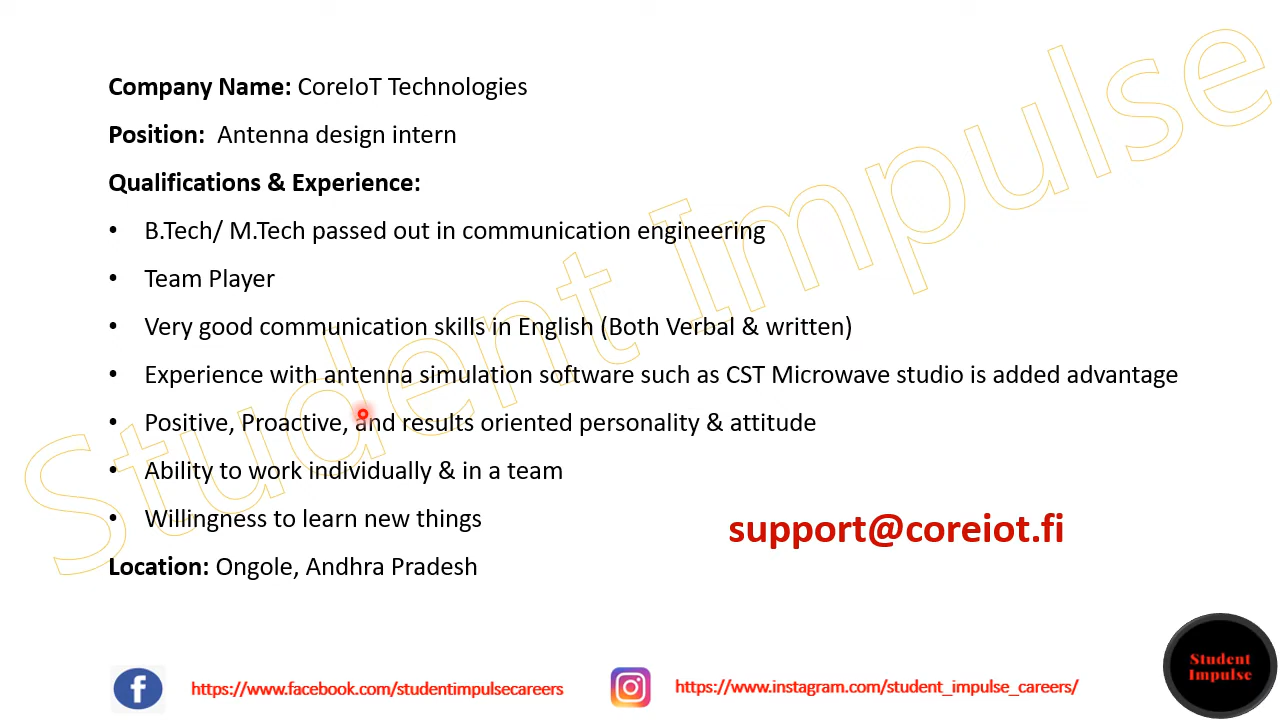 Company Name: CoreIoT Technologies
Position: Antenna design intern
Qualifications & Experience:
• B.Tech/ M.Tech passed out in communication engineering
• Team Player
• Very good communication skills in English (Both Verbal & written)
• Experience with antenna simulation software such as CST Microwave studio is added advantage
• Positive, Proactive, and results oriented personality & attitude
• Ability to work individually & in a team
• Willingness to learn new things
support@coreiot.fi
Location: Ongole, Andhra Pradesh
Student Impulse
https://www.facebook.com/studentimpulsecareers
https://www.instagram.com/student_impulse_careers/
Student
Impulse